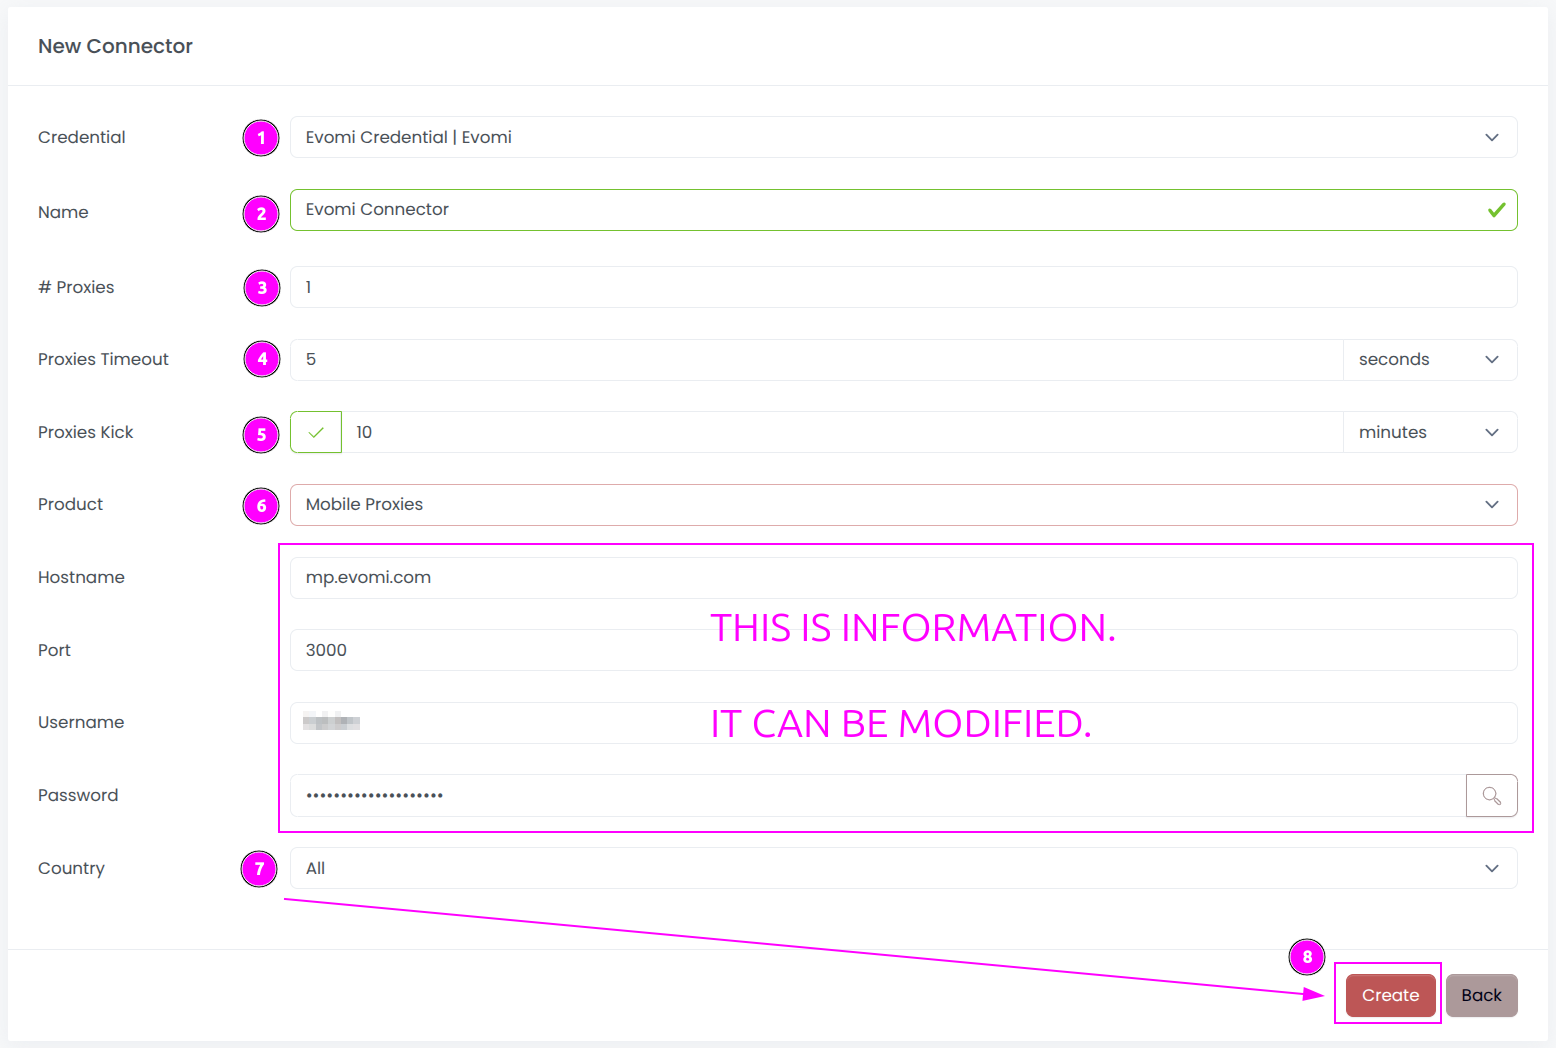 New Connector
Credential 1 Evomi Credential | Evomi
Name 2 Evomi Connector
# Proxies 3 1
Proxies Timeout 4 5 seconds
Proxies Kick 5 10 minutes
Product 6 Mobile Proxies
Hostname mp.evomi.com
THIS IS INFORMATION.
Port 3000
Username
IT CAN BE MODIFIED.
Password ••••••••••••••••••••
Country 7 All
8
Create Back